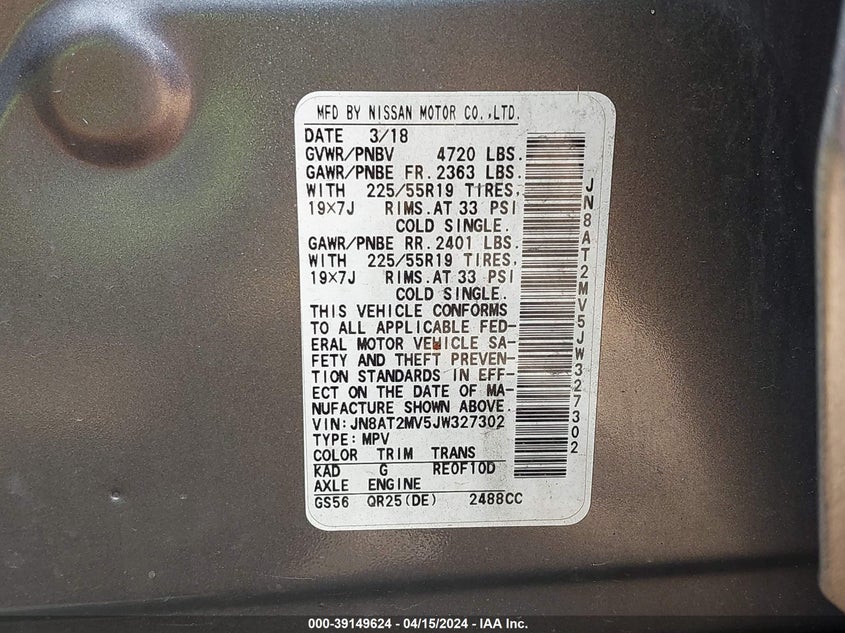 MFD BY NISSAN MOTOR CO.,LTD.
DATE 3/18
GVWR/PNBV 4720 LBS.
GAWR/PNBE FR. 2363 LBS.
WITH 225/55R19 TIRES,
19×7J RIMS.AT 33 PSI
COLD SINGLE.
GAWR/PNBE RR. 2401 LBS.
WITH 225/55R19 TIRES,
19×7J RIMS.AT 33 PSI
COLD SINGLE.
THIS VEHICLE CONFORMS
TO ALL APPLICABLE FED-
ERAL MOTOR VEHICLE SA-
FETY AND THEFT PREVEN-
TION STANDARDS IN EFF-
ECT ON THE DATE OF MA-
NUFACTURE SHOWN ABOVE.
VIN: JN8AT2MV5JW327302
TYPE: MPV
COLOR TRIM TRANS
KAD G RE0F10D
AXLE ENGINE
GS56 QR25(DE) 2488CC
JN8AT2MV5JW327302
000-39149624 - 04/15/2024 - IAA Inc.